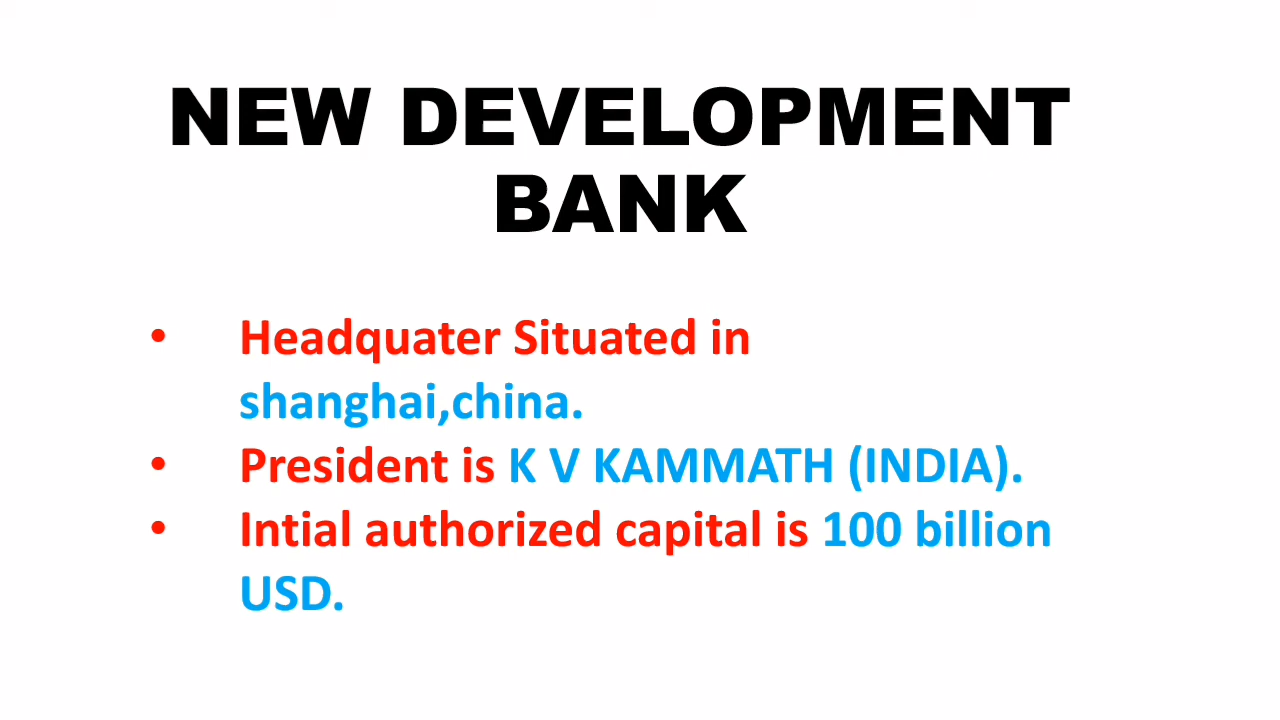 NEW DEVELOPMENT
BANK
• Headquater Situated in
shanghai,china.
• President is K V KAMMATH (INDIA).
• Intial authorized capital is 100 billion
USD.